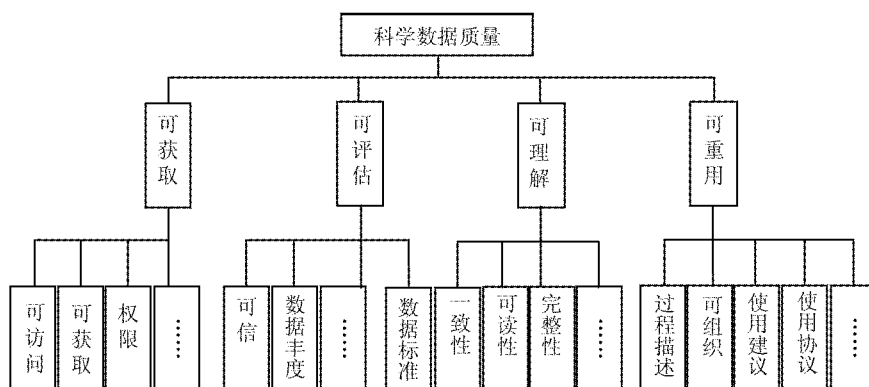 科学数据质量
可获取
可评估
可理解
可重用
可访问
可获取
权限
……
可信
数据丰度
……
数据标准
一致性
可读性
完整性
……
过程描述
可组织
使用建议
使用协议
……